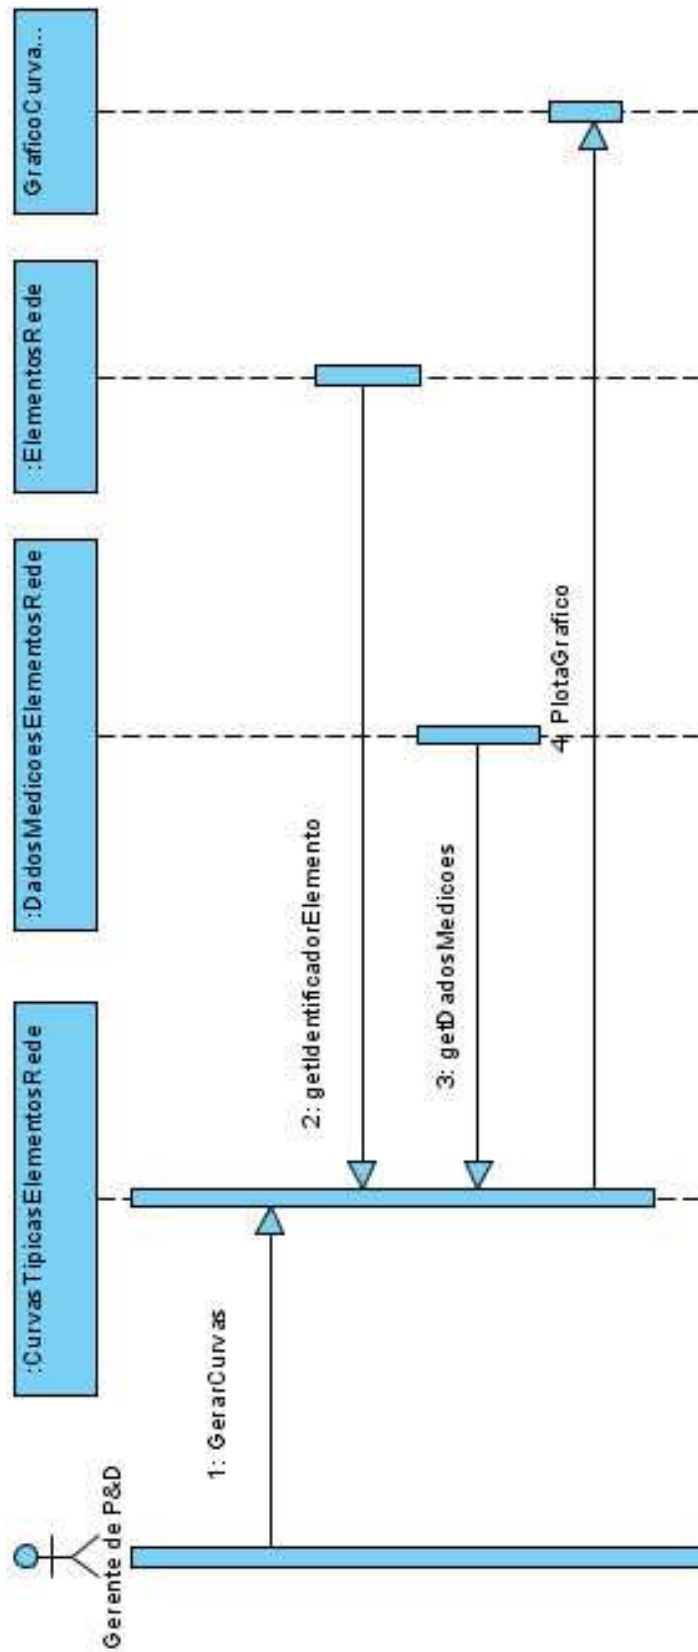 Gerente de P&D
:CurvasTipicasElementosRede
:DadosMedicoesElementosRede
:ElementosRede
GraficoCurva...
1: GerarCurvas
2: getIdentificadorElemento
3: getDadosMedicoes
4: PlotaGrafico